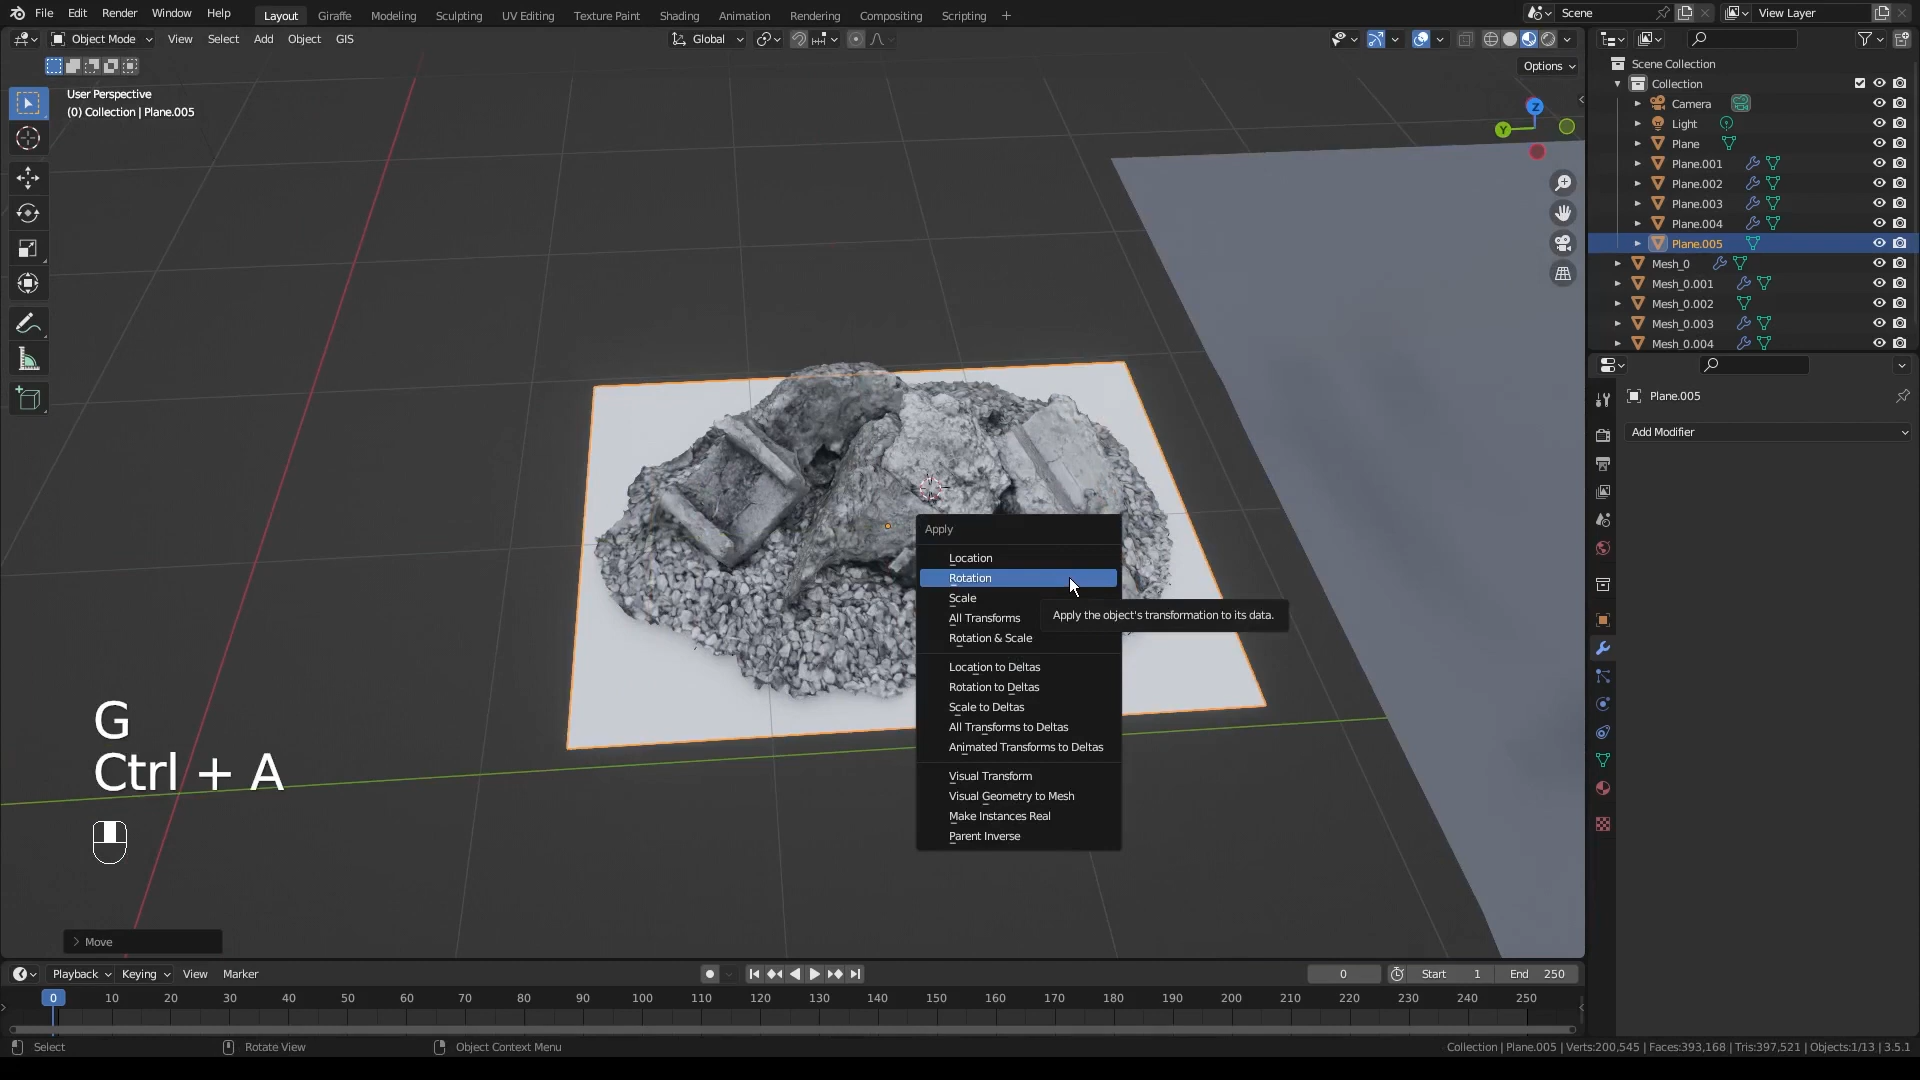 File Edit Render Window Help
Layout Giraffe Modeling Sculpting UV Editing Texture Paint Shading Animation Rendering Compositing Scripting +
Scene
View Layer
Object Mode View Select Add Object GIS
Global
Options
User Perspective
(0) Collection | Plane.005
Z
Y
Scene Collection
Collection
Camera
Light
Plane
Plane.001
Plane.002
Plane.003
Plane.004
Plane.005
Mesh_0
Mesh_0.001
Mesh_0.002
Mesh_0.003
Mesh_0.004
Plane.005
Add Modifier
Apply
Location
Rotation
Scale
All Transforms
Rotation & Scale
Location to Deltas
Rotation to Deltas
Scale to Deltas
All Transforms to Deltas
Animated Transforms to Deltas
Visual Transform
Visual Geometry to Mesh
Make Instances Real
Parent Inverse
Apply the object's transformation to its data.
G
Ctrl + A
Move
Playback Keying View Marker
0 Start 1 End 250
0 10 20 30 40 50 60 70 80 90 100 110 120 130 140 150 160 170 180 190 200 210 220 230 240 250
Select Rotate View Object Context Menu
Collection | Plane.005 | Verts:200,545 | Faces:393,168 | Tris:397,521 | Objects:1/13 | 3.5.1